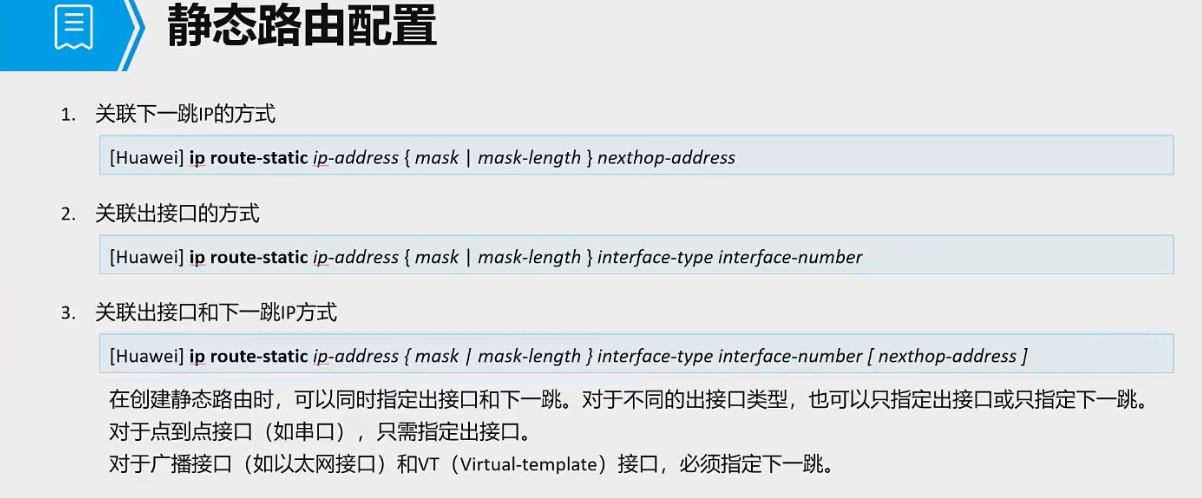 静态路由配置
1. 关联下一跳IP的方式
[Huawei] ip route-static ip-address { mask | mask-length } nexthop-address
2. 关联出接口的方式
[Huawei] ip route-static ip-address { mask | mask-length } interface-type interface-number
3. 关联出接口和下一跳IP方式
[Huawei] ip route-static ip-address { mask | mask-length } interface-type interface-number [ nexthop-address ]
在创建静态路由时，可以同时指定出接口和下一跳。对于不同的出接口类型，也可以只指定出接口或只指定下一跳。
对于点到点接口（如串口），只需指定出接口。
对于广播接口（如以太网接口）和VT（Virtual-template）接口，必须指定下一跳。